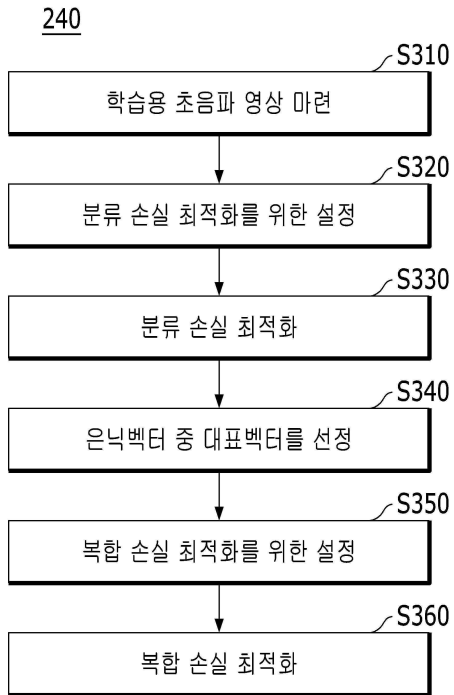 240
S310
학습용 초음파 영상 마련
S320
분류 손실 최적화를 위한 설정
S330
분류 손실 최적화
S340
은닉벡터 중 대표벡터를 선정
S350
복합 손실 최적화를 위한 설정
S360
복합 손실 최적화